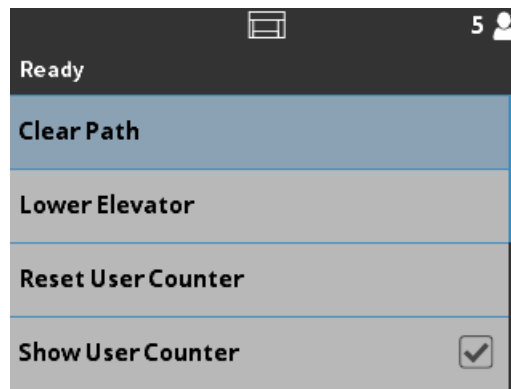 5
Ready
Clear Path
Lower Elevator
Reset User Counter
Show User Counter